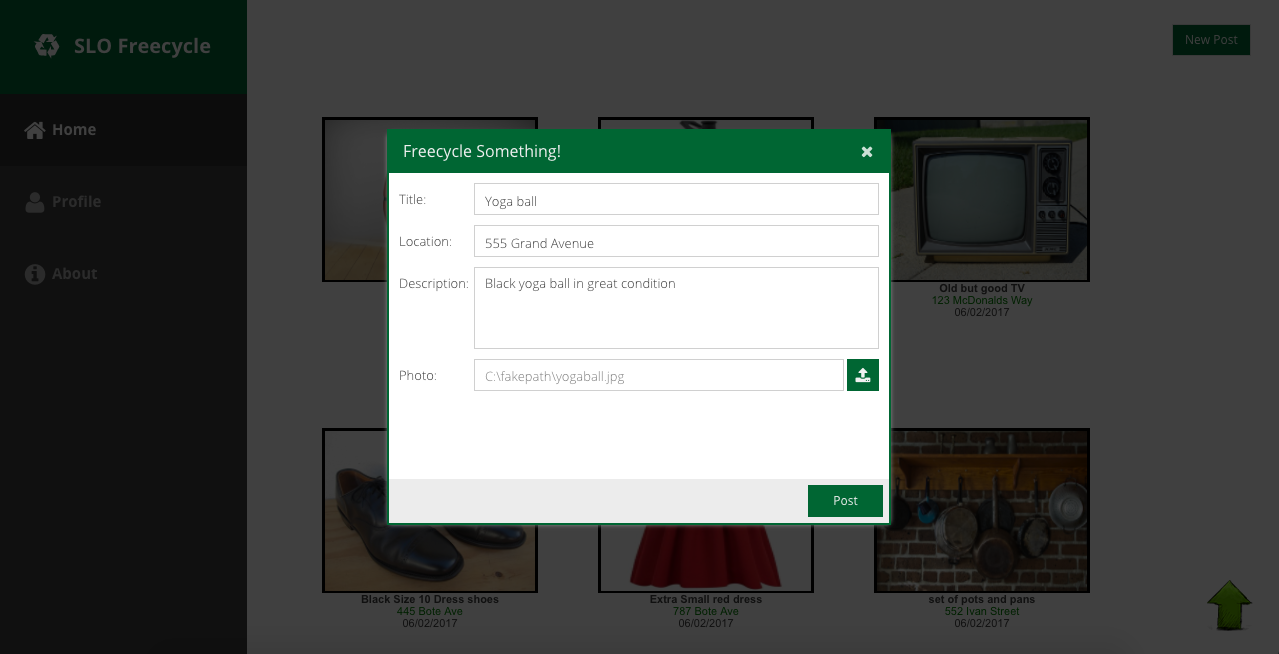 SLO Freecycle
New Post
Home
Profile
About
Freecycle Something!
Title:
Yoga ball
Location:
555 Grand Avenue
Description:
Black yoga ball in great condition
Photo:
C:\fakepath\yogaball.jpg
Post
Old but good TV
123 McDonalds Way
06/02/2017
Black Size 10 Dress shoes
445 Bote Ave
06/02/2017
Extra Small red dress
787 Bote Ave
06/02/2017
set of pots and pans
552 Ivan Street
06/02/2017